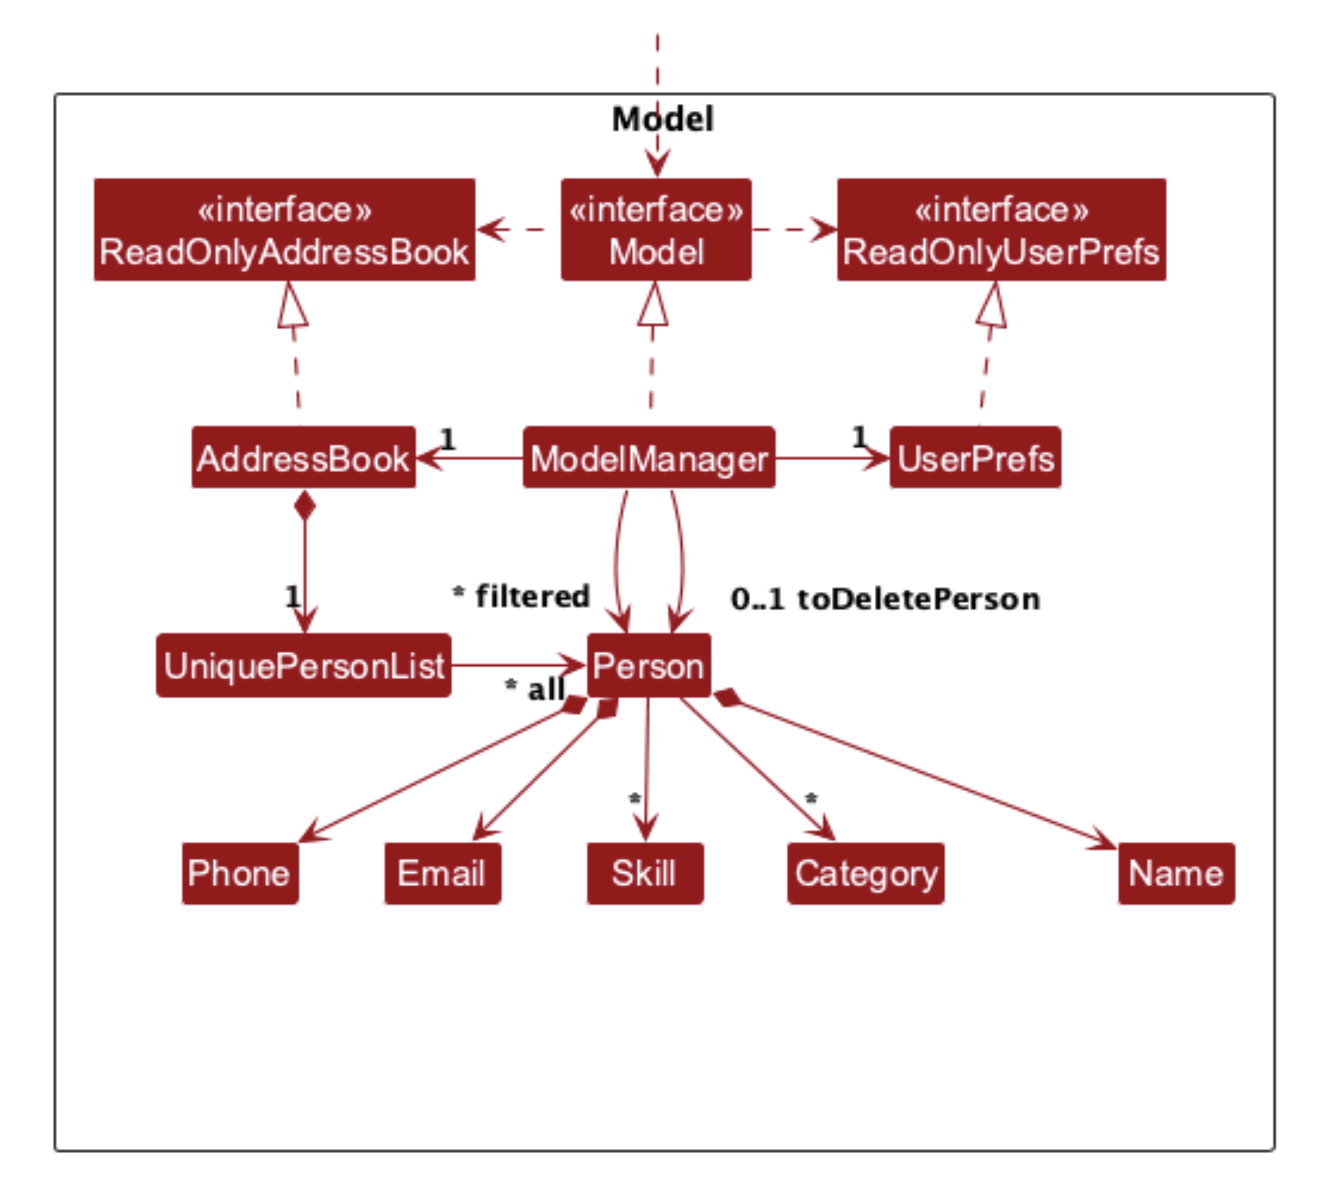 Model
«interface»
ReadOnlyAddressBook
«interface»
Model
«interface»
ReadOnlyUserPrefs
AddressBook
1
ModelManager
1
UserPrefs
1
* filtered
0..1 toDeletePerson
UniquePersonList
* all
Person
*
*
Phone
Email
Skill
Category
Name